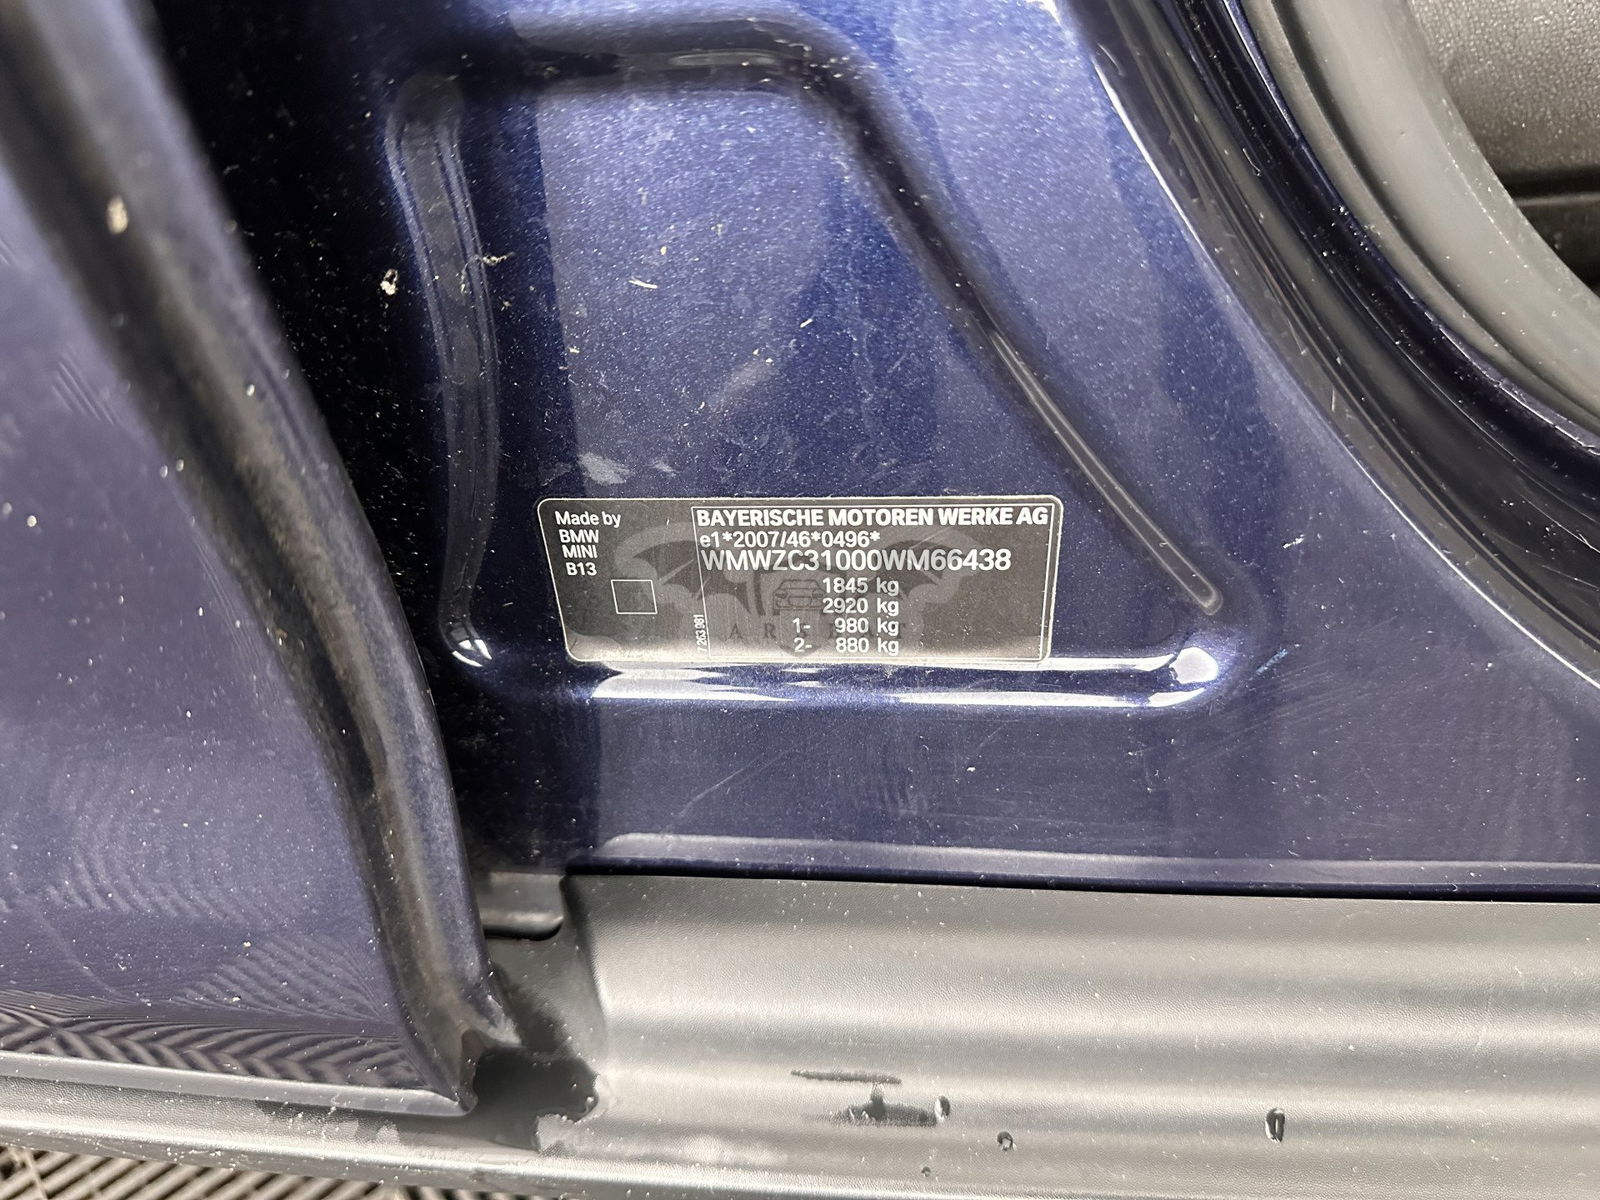 Made by
BMW
MINI
B13
7263981
BAYERISCHE MOTOREN WERKE AG
e1*2007/46*0496*
WMWZC31000WM66438
1845 kg
2920 kg
1- 980 kg
2- 880 kg